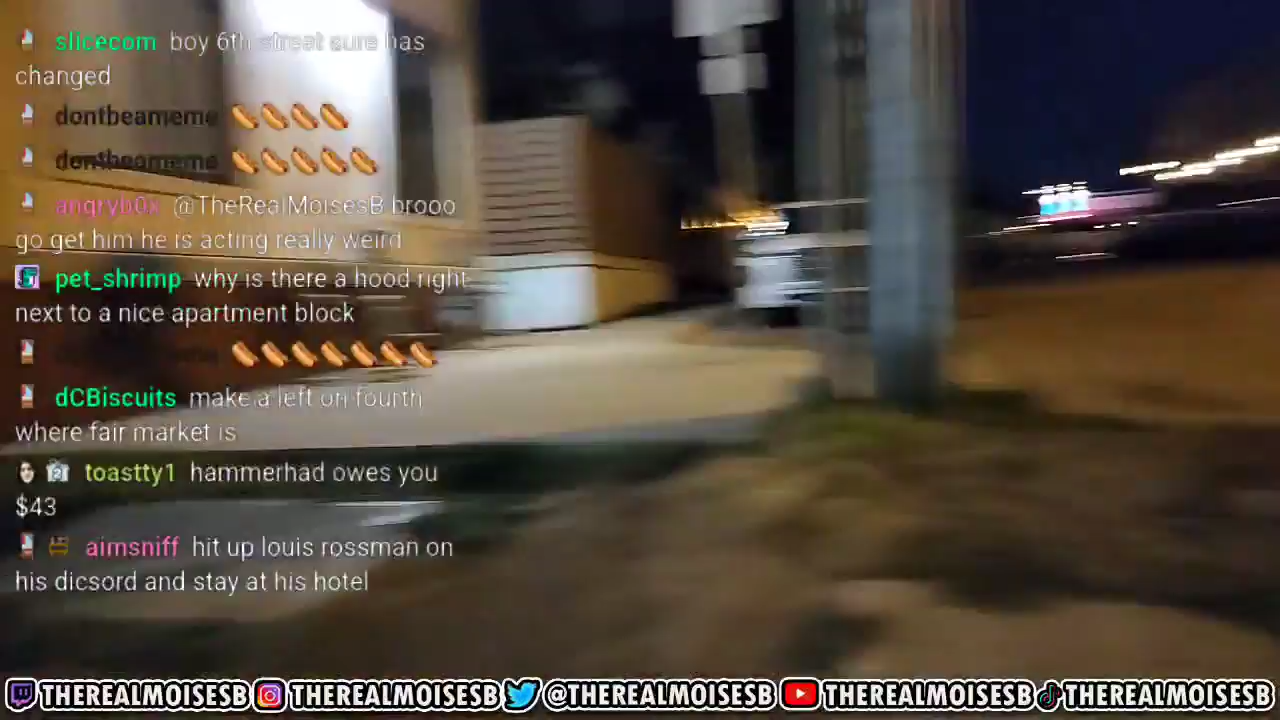 slicecom boy 6th street sure has
changed
dontbeameme
dontbeameme
angryb0x @TheRealMoisesB brooo
go get him he is acting really weird
pet_shrimp why is there a hood right
next to a nice apartment block
dCBiscuits make a left on fourth
where fair market is
toastty1 hammerhad owes you
$43
aimsniff hit up louis rossman on
his dicsord and stay at his hotel
THEREALMOISESB THEREALMOISESB @THEREALMOISESB THEREALMOISESB THEREALMOISESB